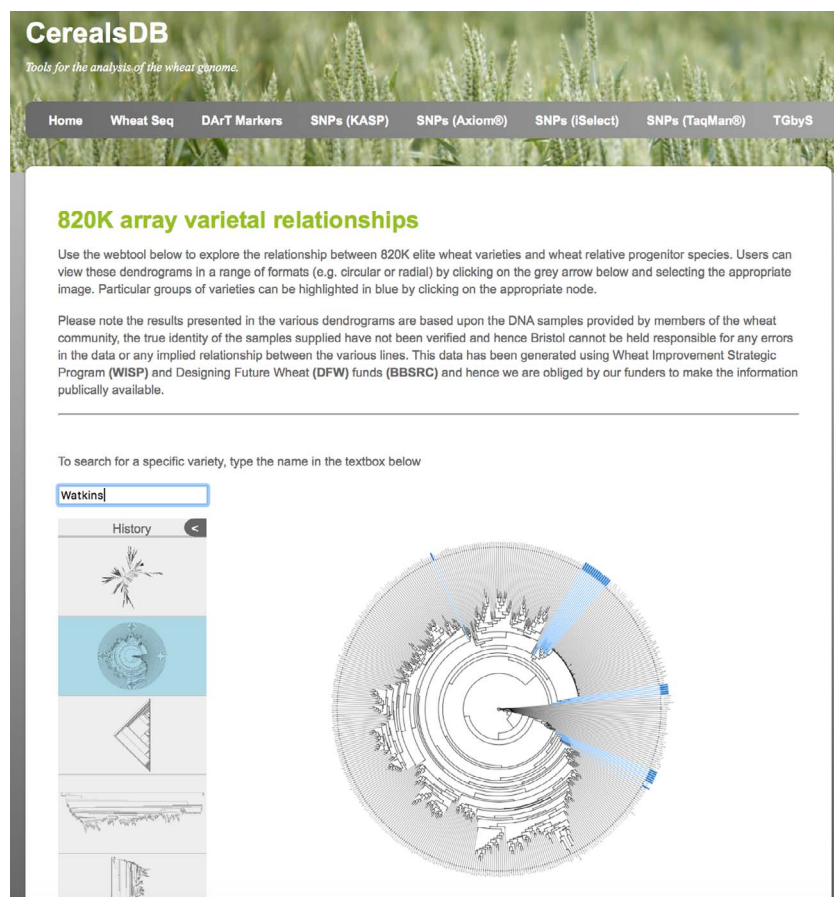 CerealsDB
Tools for the analysis of the wheat genome.
Home Wheat Seq DArT Markers SNPs (KASP) SNPs (Axiom®) SNPs (iSelect) SNPs (TaqMan®) TGbyS
820K array varietal relationships
Use the webtool below to explore the relationship between 820K elite wheat varieties and wheat relative progenitor species. Users can
view these dendrograms in a range of formats (e.g. circular or radial) by clicking on the grey arrow below and selecting the appropriate
image. Particular groups of varieties can be highlighted in blue by clicking on the appropriate node.
Please note the results presented in the various dendrograms are based upon the DNA samples provided by members of the wheat
community, the true identity of the samples supplied have not been verified and hence Bristol cannot be held responsible for any errors
in the data or any implied relationship between the various lines. This data has been generated using Wheat Improvement Strategic
Program (WISP) and Designing Future Wheat (DFW) funds (BBSRC) and hence we are obliged by our funders to make the information
publically available.
To search for a specific variety, type the name in the textbox below
Watkins
History <